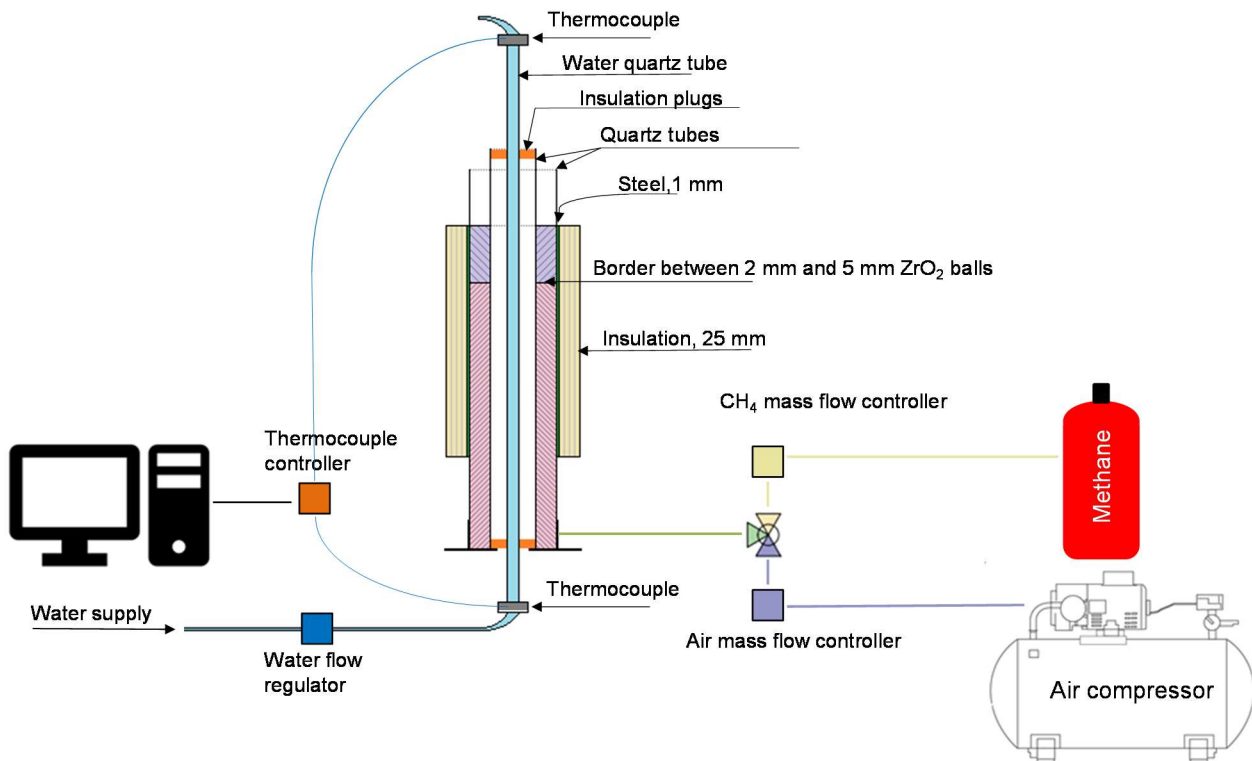 Thermocouple
Water quartz tube
Insulation plugs
Quartz tubes
Steel,1 mm
Border between 2 mm and 5 mm ZrO₂ balls
Insulation, 25 mm
CH₄ mass flow controller
Methane
Thermocouple
controller
Thermocouple
Water supply
Water flow
regulator
Air mass flow controller
Air compressor